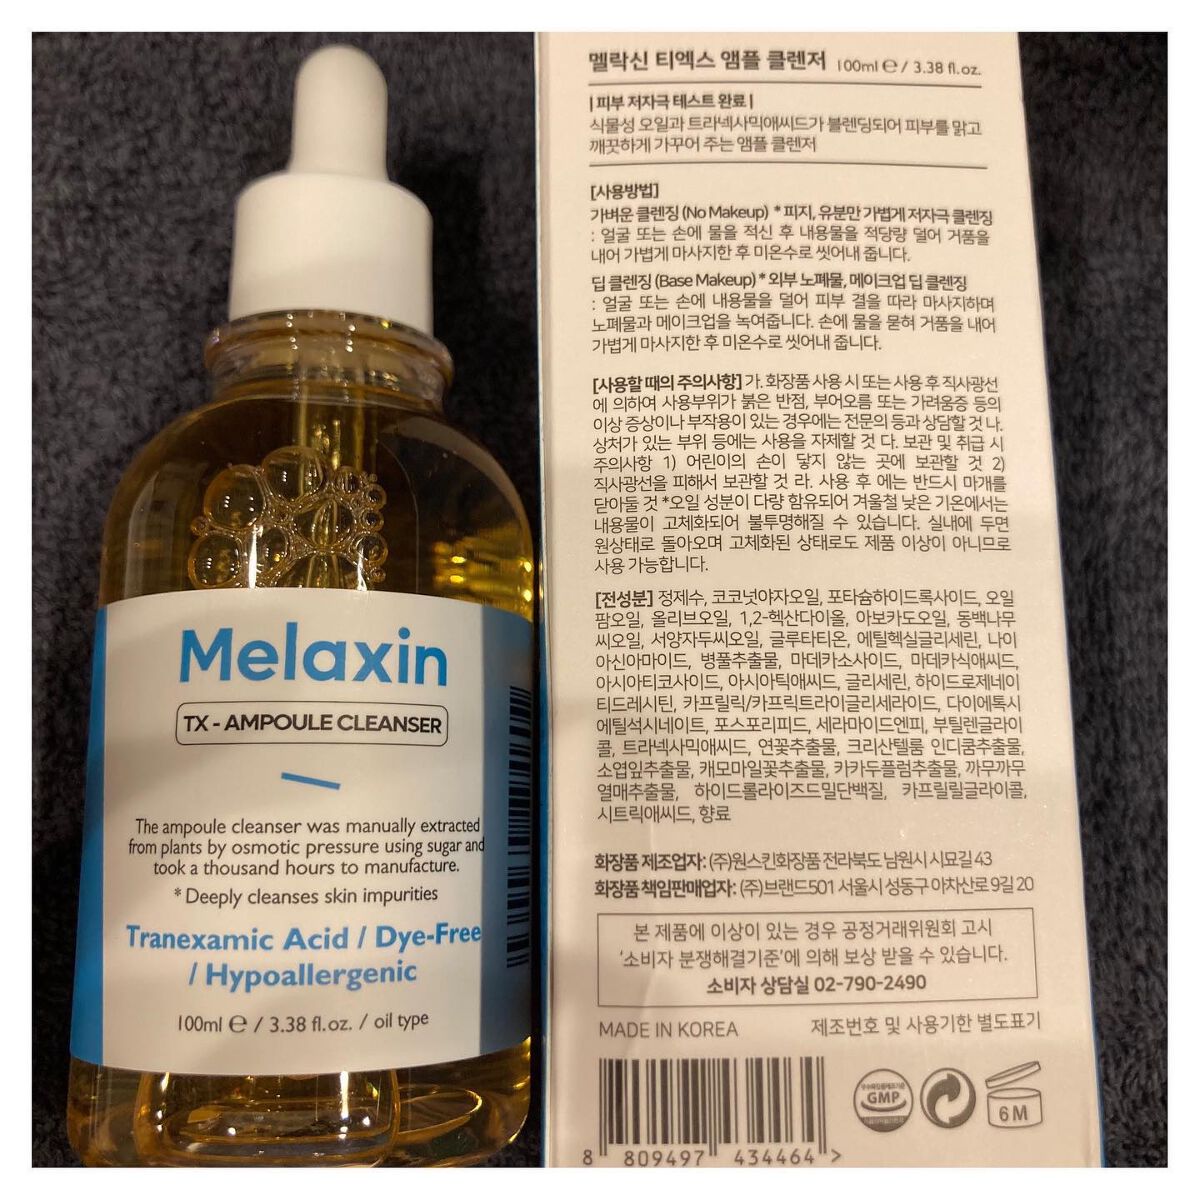 Melaxin
TX - AMPOULE CLEANSER
The ampoule cleanser was manually extracted
from plants by osmotic pressure using sugar and
took a thousand hours to manufacture.
* Deeply cleanses skin impurities
Tranexamic Acid / Dye-Free
/ Hypoallergenic
100ml ℮ / 3.38 fl.oz. / oil type
멜락신 티엑스 앰플 클렌저 100ml ℮ / 3.38 fl.oz.
| 피부 저자극 테스트 완료 |
식물성 오일과 트라넥사믹애씨드가 블렌딩되어 피부를 맑고
깨끗하게 가꾸어 주는 앰플 클렌저
[사용방법]
가벼운 클렌징 (No Makeup) * 피지, 유분만 가볍게 저자극 클렌징
: 얼굴 또는 손에 물을 적신 후 내용물을 적당량 덜어 거품을
내어 가볍게 마사지한 후 미온수로 씻어내 줍니다.
딥 클렌징 (Base Makeup) * 외부 노폐물, 메이크업 딥 클렌징
: 얼굴 또는 손에 내용물을 덜어 피부 결을 따라 마사지하며
노폐물과 메이크업을 녹여줍니다. 손에 물을 묻혀 거품을 내어
가볍게 마사지한 후 미온수로 씻어내 줍니다.
[사용할 때의 주의사항] 가. 화장품 사용 시 또는 사용 후 직사광선
에 의하여 사용부위가 붉은 반점, 부어오름 또는 가려움증 등의
이상 증상이나 부작용이 있는 경우에는 전문의 등과 상담할 것 나.
상처가 있는 부위 등에는 사용을 자제할 것 다. 보관 및 취급 시
주의사항 1) 어린이의 손이 닿지 않는 곳에 보관할 것 2)
직사광선을 피해서 보관할 것 라. 사용 후 에는 반드시 마개를
닫아둘 것 *오일 성분이 다량 함유되어 겨울철 낮은 기온에서는
내용물이 고체화되어 불투명해질 수 있습니다. 실내에 두면
원상태로 돌아오며 고체화된 상태로도 제품 이상이 아니므로
사용 가능합니다.
[전성분] 정제수, 코코넛야자오일, 포타슘하이드록사이드, 오일
팜오일, 올리브오일, 1,2-헥산다이올, 아보카도오일, 동백나무
씨오일, 서양자두씨오일, 글루타티온, 에틸헥실글리세린, 나이
아신아마이드, 병풀추출물, 마데카소사이드, 마데카식애씨드,
아시아티코사이드, 아시아틱애씨드, 글리세린, 하이드로제네이
티드레시틴, 카프릴릭/카프릭트라이글리세라이드, 다이에톡시
에틸석시네이트, 포스포리피드, 세라마이드엔피, 부틸렌글라이
콜, 트라넥사믹애씨드, 연꽃추출물, 크리산텔룸 인디쿰추출물,
소엽잎추출물, 캐모마일꽃추출물, 카카두플럼추출물, 까무까무
열매추출물, 하이드롤라이즈드밀단백질, 카프릴릴글라이콜,
시트릭애씨드, 향료
화장품 제조업자: (주)원스킨화장품 전라북도 남원시 시묘길 43
화장품 책임판매업자: (주)브랜드501 서울시 성동구 아차산로 9길 20
본 제품에 이상이 있는 경우 공정거래위원회 고시
'소비자 분쟁해결기준'에 의해 보상 받을 수 있습니다.
소비자 상담실 02-790-2490
MADE IN KOREA 제조번호 및 사용기한 별도표기
GMP
6M
8 809497 434464 >